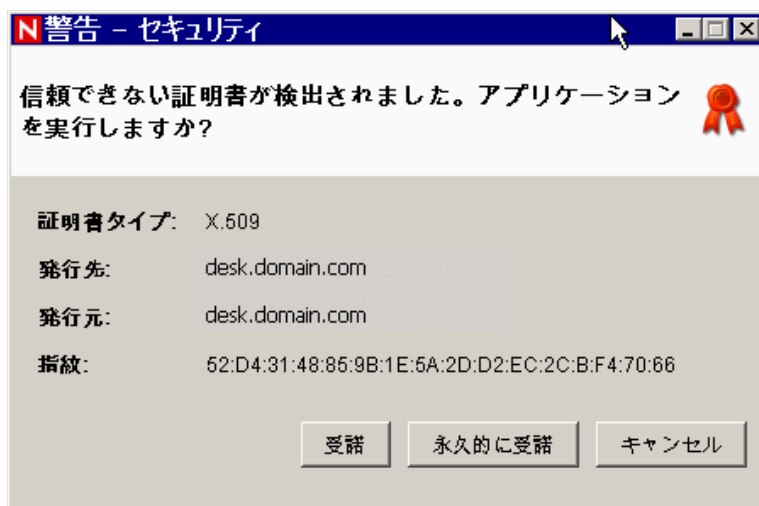 N 警告 – セキュリティ
信頼できない証明書が検出されました。アプリケーション
を実行しますか?
証明書タイプ: X.509
発行先: desk.domain.com
発行元: desk.domain.com
指紋: 52:D4:31:48:85:9B:1E:5A:2D:D2:EC:2C:B:F4:70:66
受諾 永久的に受諾 キャンセル